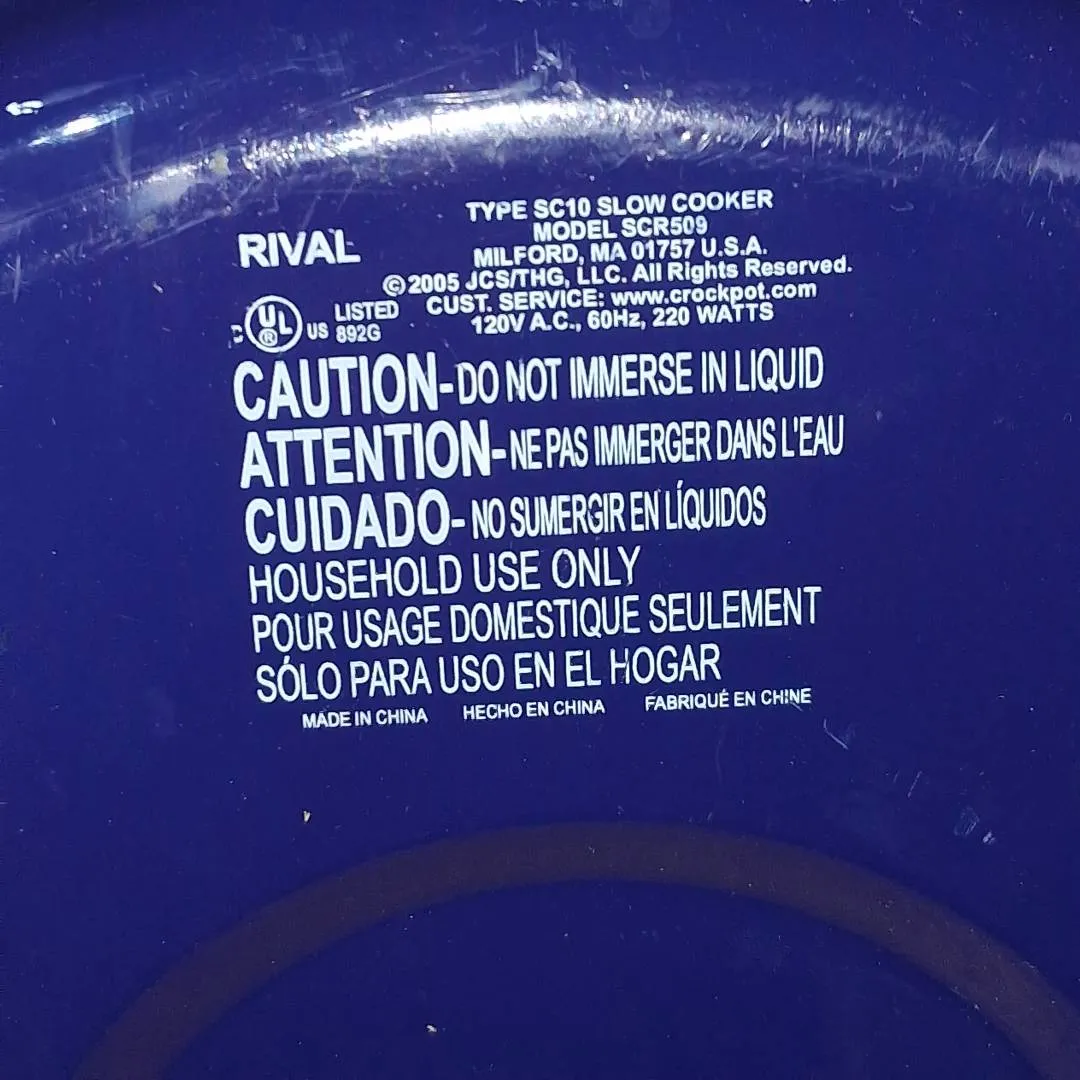 RIVAL
TYPE SC10 SLOW COOKER
MODEL SCR509
MILFORD, MA 01757 U.S.A.
©2005 JCS/THG, LLC. All Rights Reserved.
CUST. SERVICE: www.crockpot.com
120V A.C., 60Hz, 220 WATTS
C UL ® US LISTED
892G
CAUTION-DO NOT IMMERSE IN LIQUID
ATTENTION-NE PAS IMMERGER DANS L'EAU
CUIDADO- NO SUMERGIR EN LÍQUIDOS
HOUSEHOLD USE ONLY
POUR USAGE DOMESTIQUE SEULEMENT
SÓLO PARA USO EN EL HOGAR
MADE IN CHINA HECHO EN CHINA FABRIQUÉ EN CHINE